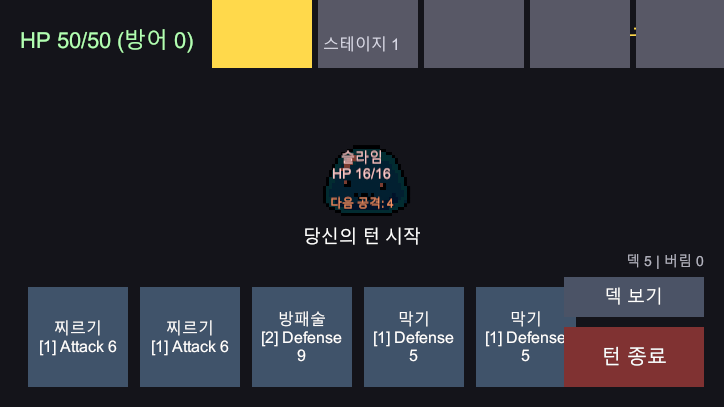 HP 50/50 (방어 0)
스테이지 1
슬라임
HP 16/16
다음 공격: 4
당신의 턴 시작
덱 5 | 버림 0
덱 보기
턴 종료
찌르기
[1] Attack 6
찌르기
[1] Attack 6
방패술
[2] Defense
9
막기
[1] Defense
5
막기
[1] Defense
5